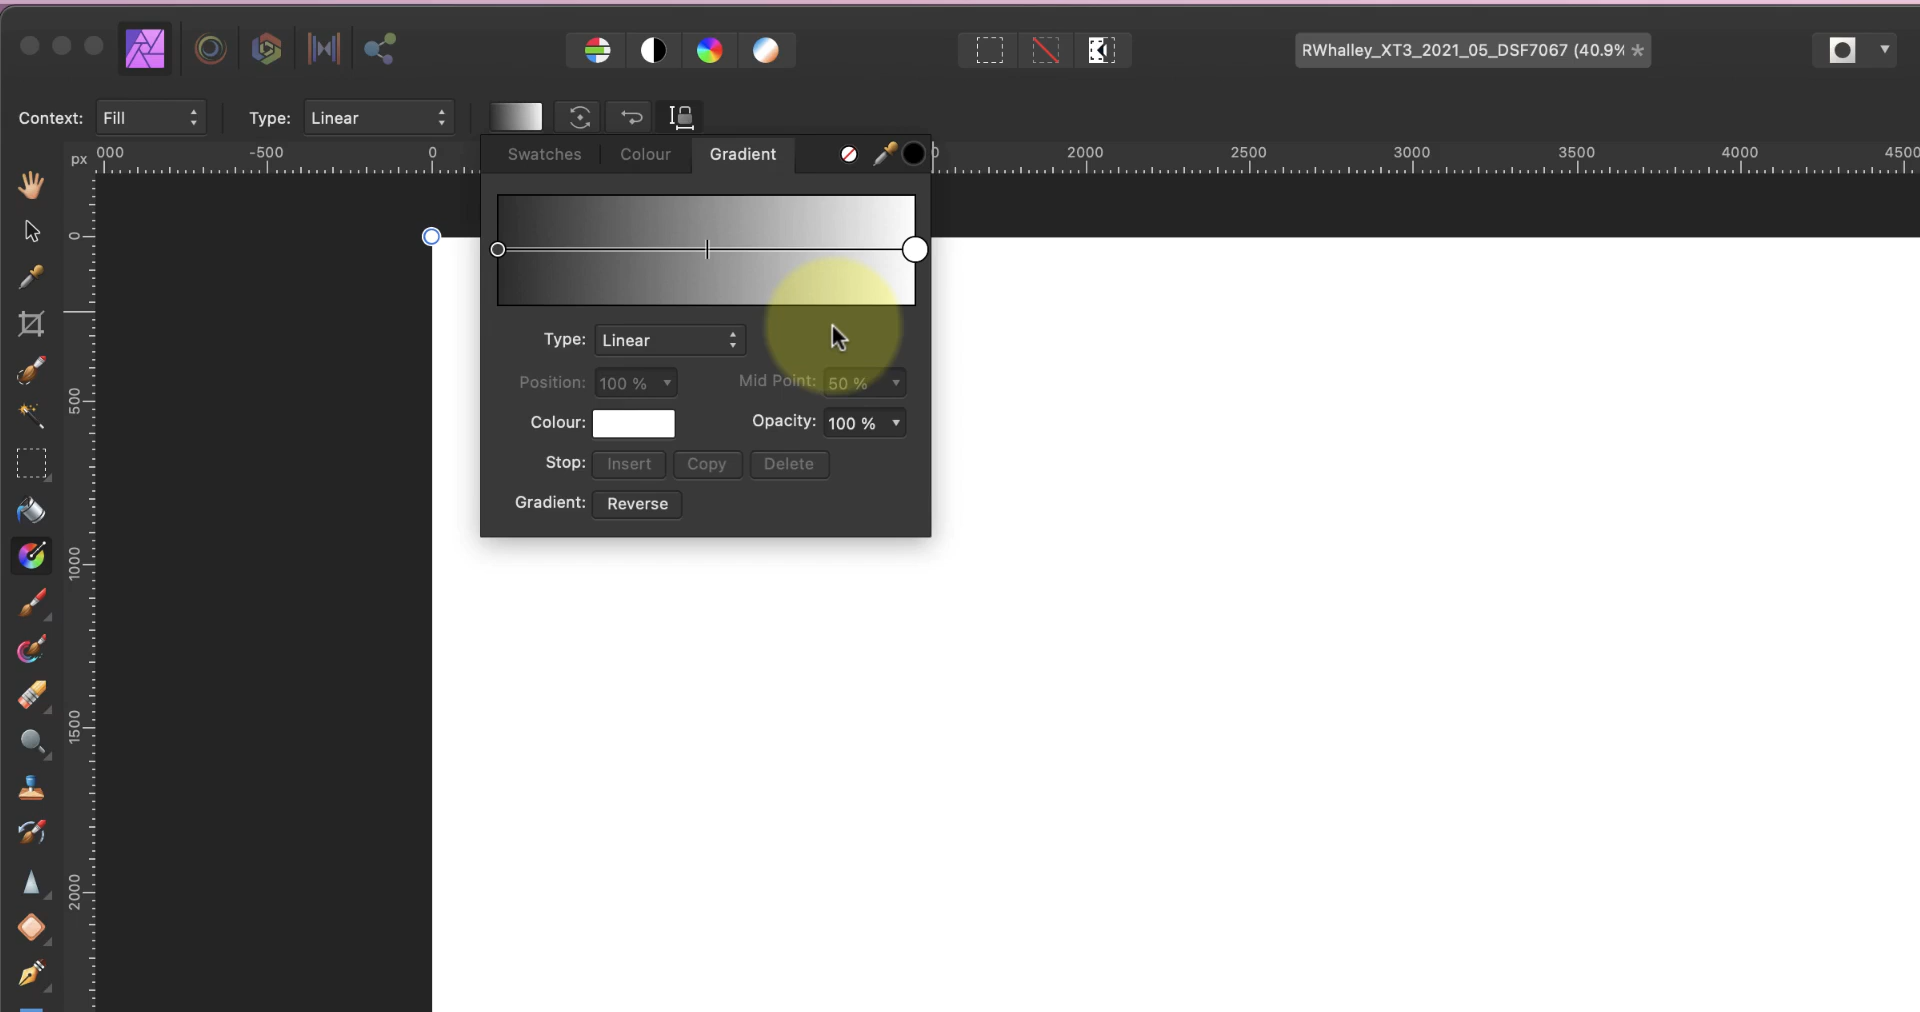 RWhalley_XT3_2021_05_DSF7067 (40.9% *
Context: Fill Type: Linear
px 000 -500 0 0 2000 2500 3000 3500 4000 4500
Swatches Colour Gradient
0
500
1000
1500
2000
Type: Linear
Position: 100 % Mid Point: 50 %
Colour: Opacity: 100 %
Stop: Insert Copy Delete
Gradient: Reverse